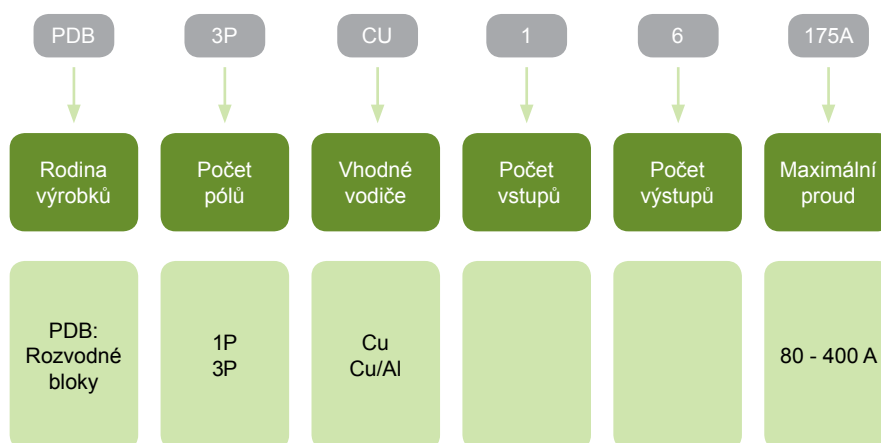 PDB
3P
CU
1
6
175A
Rodina
výrobků
Počet
pólů
Vhodné
vodiče
Počet
vstupů
Počet
výstupů
Maximální
proud
PDB:
Rozvodné
bloky
1P
3P
Cu
Cu/Al
80 - 400 A